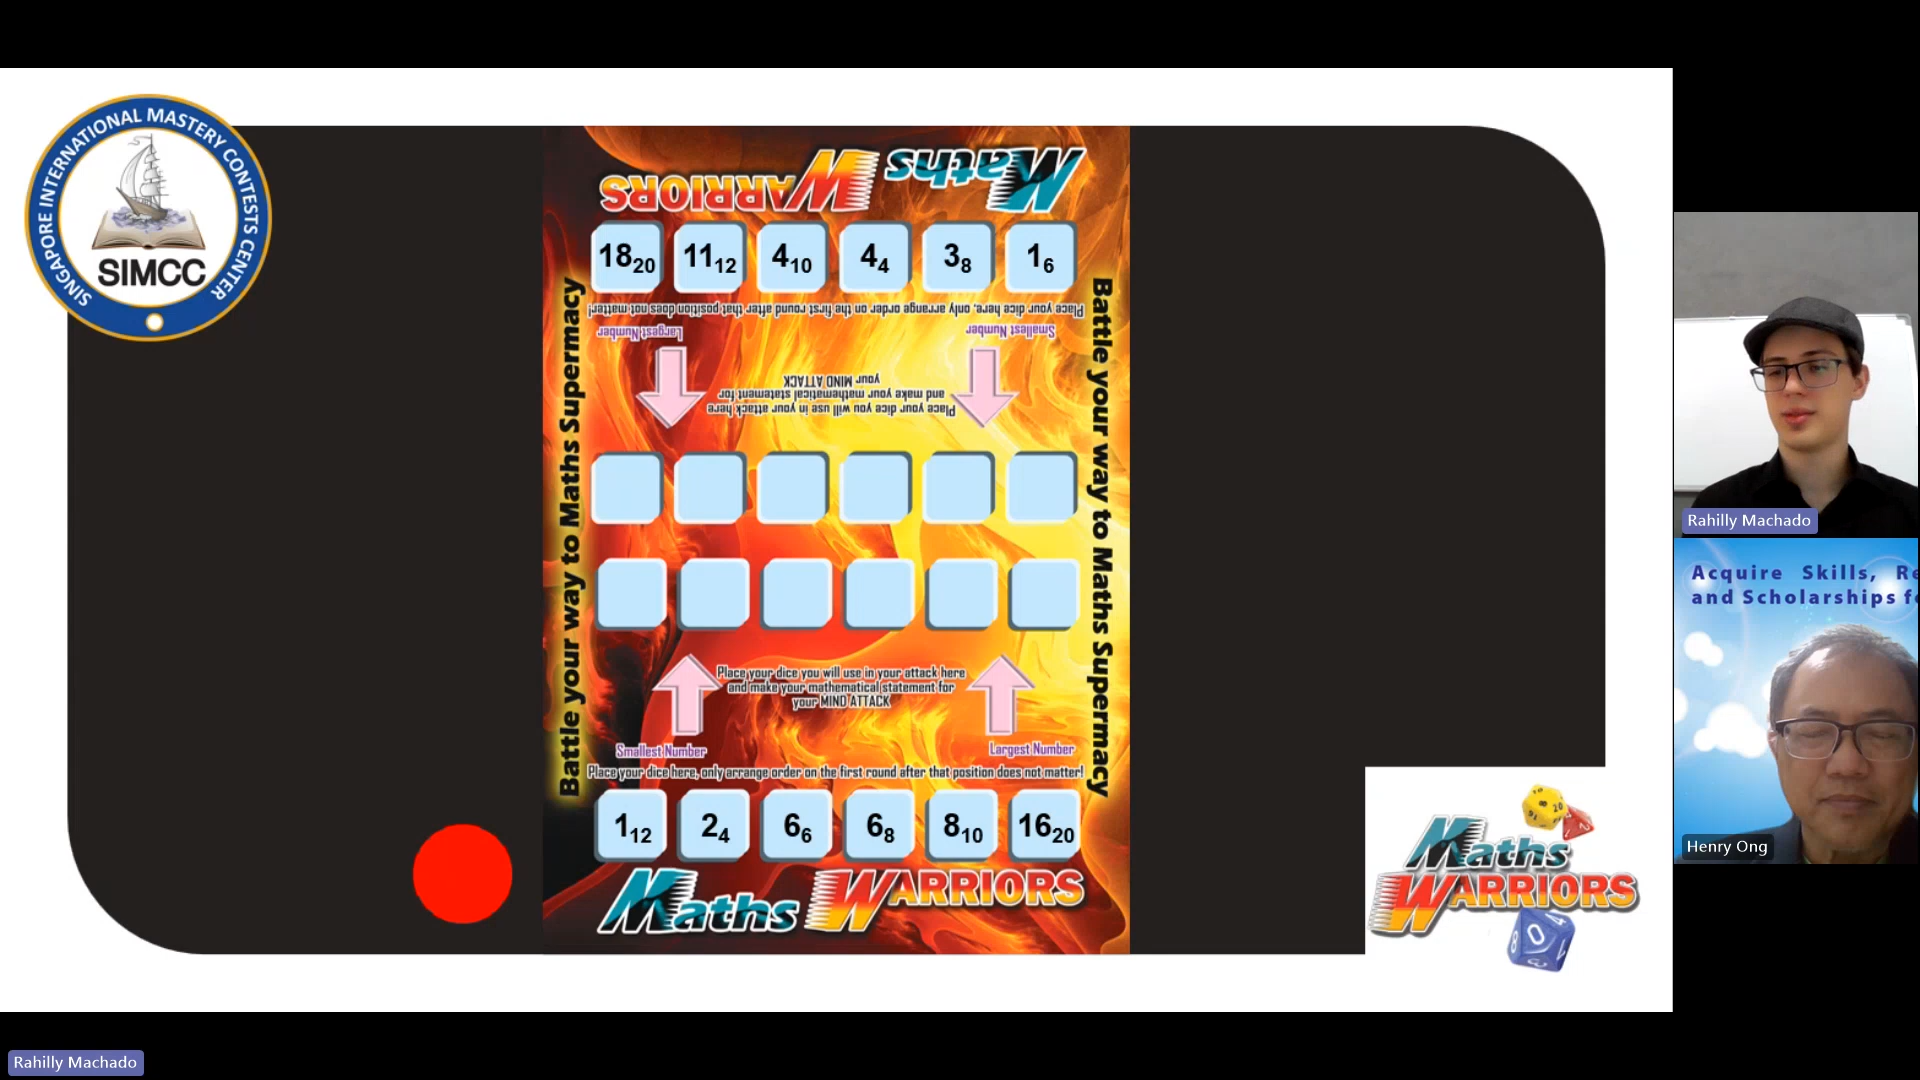 SINGAPORE INTERNATIONAL MASTERY CONTESTS CENTER
SIMCC
Maths WARRIORS
18 20
11 12
4 10
4 4
3 8
1 6
Place your dice here, only arrange order on the first round after that position does not matter!
Smallest Number
Largest Number
Place your dice you will use in your attack here
and make your mathematical statement for
your MIND ATTACK
Battle your way to Maths Supermacy
Battle your way to Maths Supermacy
Place your dice you will use in your attack here
and make your mathematical statement for
your MIND ATTACK
Smallest Number
Largest Number
Place your dice here, only arrange order on the first round after that position does not matter!
1 12
2 4
6 6
6 8
8 10
16 20
Maths WARRIORS
Maths
WARRIORS
Rahilly Machado
Acquire Skills, Re
and Scholarships f
Henry Ong
Rahilly Machado